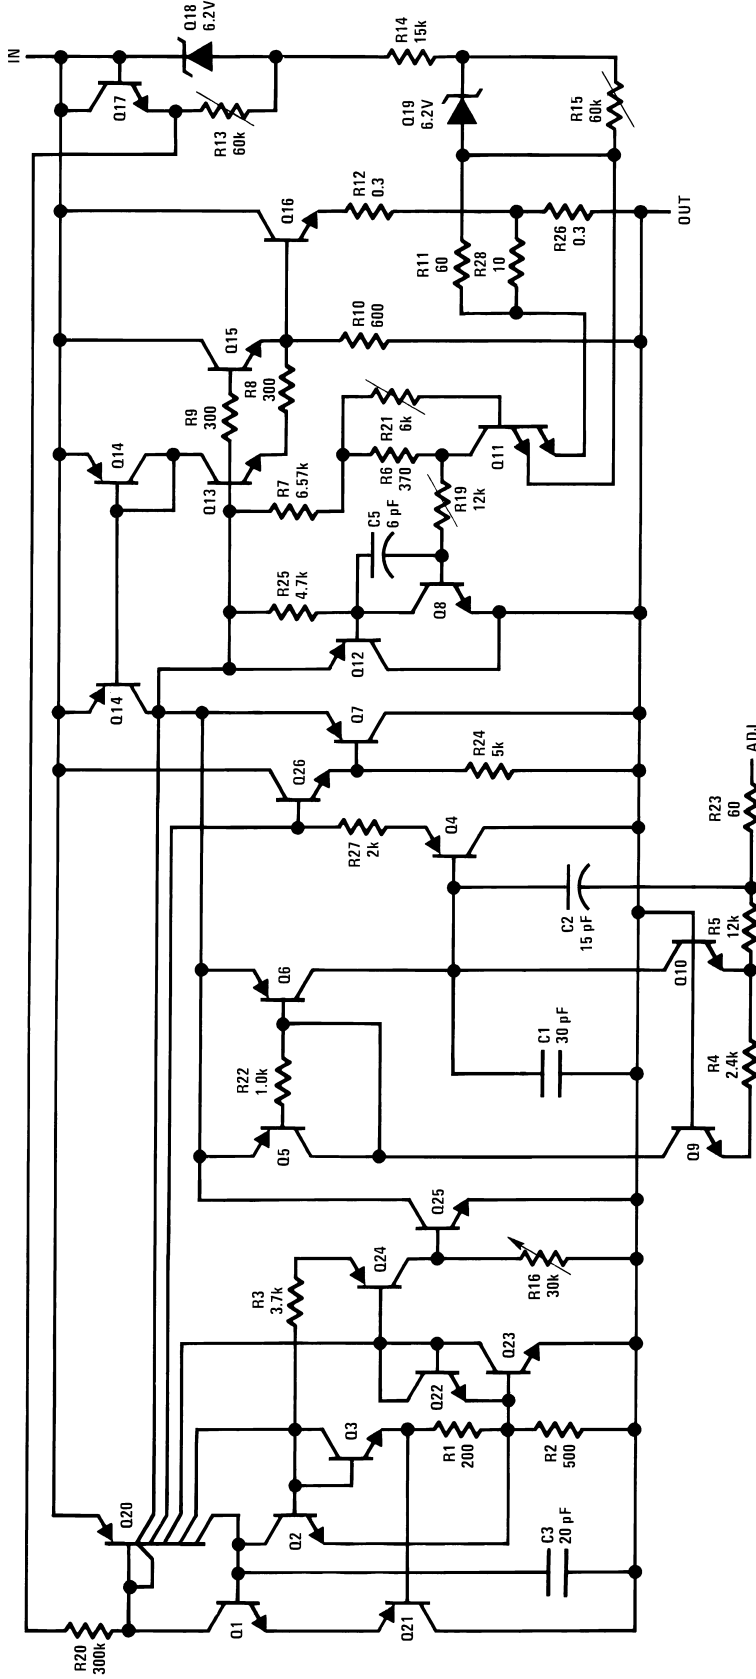 IN
Q18
6.2V
Q17
R13
60k
R14
15k
Q19
6.2V
R15
60k
Q16
R12
0.3
R11
60
R28
10
R26
0.3
OUT
Q15
R9
300
R8
300
R10
600
Q14
Q13
R7
6.57k
R21
6k
R6
370
Q11
R19
12k
C5
6 pF
R25
4.7k
Q8
Q12
Q14
Q7
Q26
R24
5k
R27
2k
Q4
ADJ
R23
60
C2
15 pF
R5
12k
Q6
Q10
R22
1.0k
C1
30 pF
R4
2.4k
Q5
Q9
Q25
Q24
R3
3.7k
R16
30k
Q23
Q22
Q3
R1
200
R2
500
Q20
Q2
C3
20 pF
Q1
Q21
R20
300k